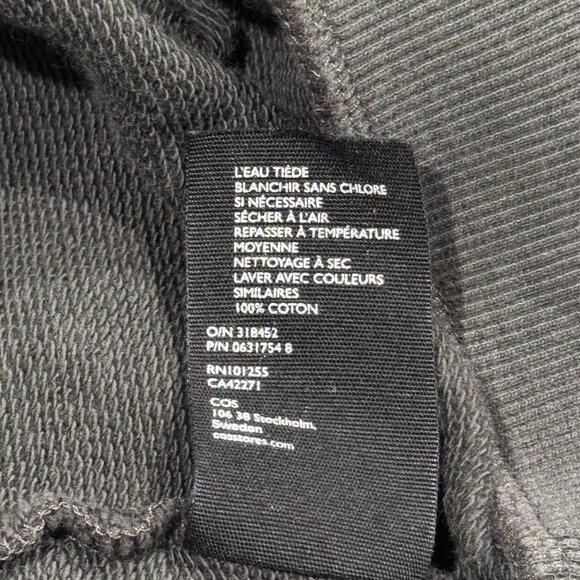 L'EAU TIÈDE
BLANCHIR SANS CHLORE
SI NÉCESSAIRE
SÉCHER À L'AIR
REPASSER À TEMPÉRATURE
MOYENNE
NETTOYAGE À SEC
LAVER AVEC COULEURS
SIMILAIRES
100% COTON
O/N 318452
P/N 0631754 8
RN101255
CA42271
COS
106 38 Stockholm,
Sweden
cosstores.com